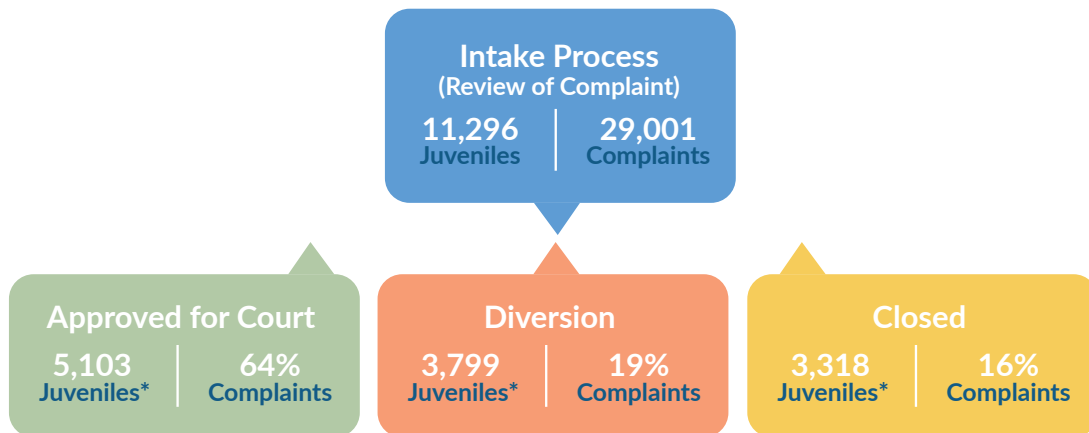 Intake Process
(Review of Complaint)
11,296 29,001
Juveniles Complaints
Approved for Court
5,103 64%
Juveniles* Complaints
Diversion
3,799 19%
Juveniles* Complaints
Closed
3,318 16%
Juveniles* Complaints